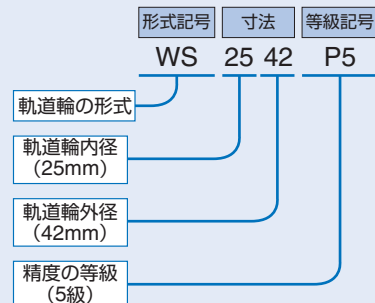 形式記号 寸法 等級記号
WS 25 42 P5
軌道輪の形式
軌道輪内径
（25mm）
軌道輪外径
（42mm）
精度の等級
（5級）